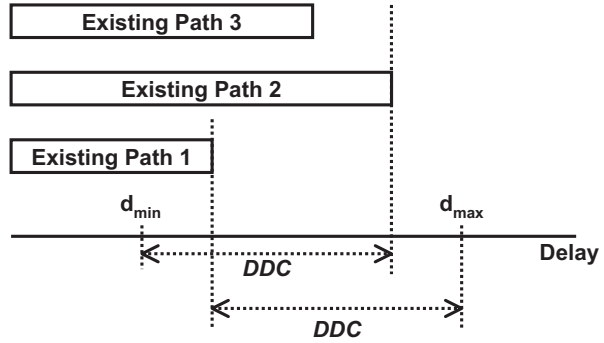 Existing Path 3
Existing Path 2
Existing Path 1
dmin
dmax
Delay
DDC
DDC